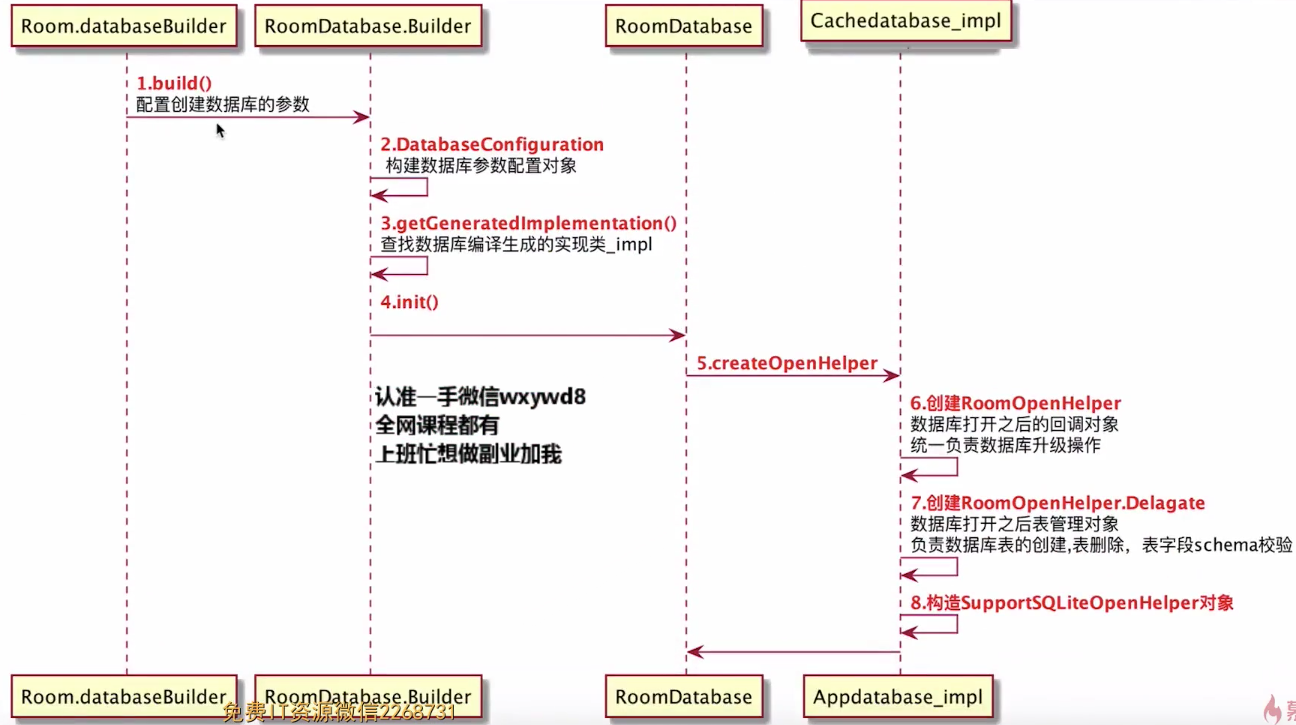 Room.databaseBuilder
RoomDatabase.Builder
RoomDatabase
Cachedatabase_impl
1.build()
配置创建数据库的参数
2.DatabaseConfiguration
构建数据库参数配置对象
3.getGeneratedImplementation()
查找数据库编译生成的实现类_impl
4.init()
5.createOpenHelper
认准一手微信wxywd8
全网课程都有
上班忙想做副业加我
6.创建RoomOpenHelper
数据库打开之后的回调对象
统一负责数据库升级操作
7.创建RoomOpenHelper.Delagate
数据库打开之后表管理对象
负责数据库表的创建,表删除，表字段schema校验
8.构造SupportSQLiteOpenHelper对象
Room.databaseBuilder
RoomDatabase.Builder
RoomDatabase
Appdatabase_impl
免费IT资源微信2268731